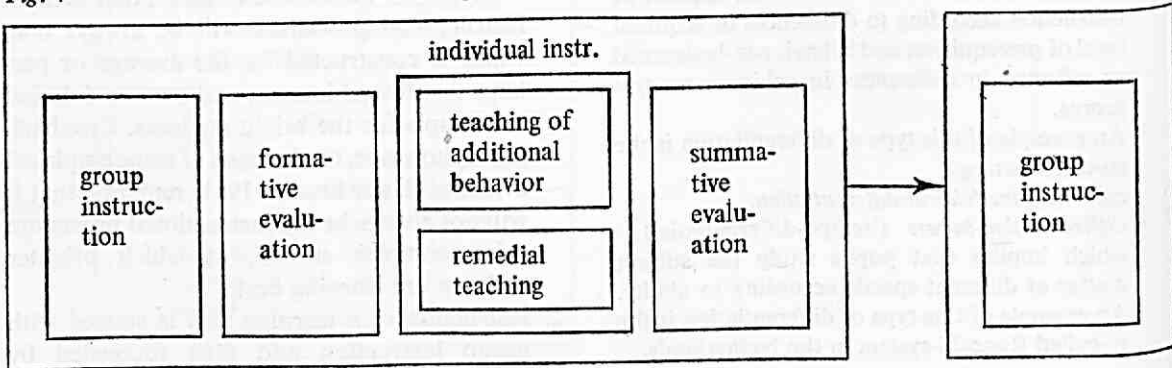 individual instr.
group
instruc-
tion
forma-
tive
evalu-
ation
teaching of
additional
behavior
remedial
teaching
summa-
tive
evalu-
ation
group
instruc-
tion